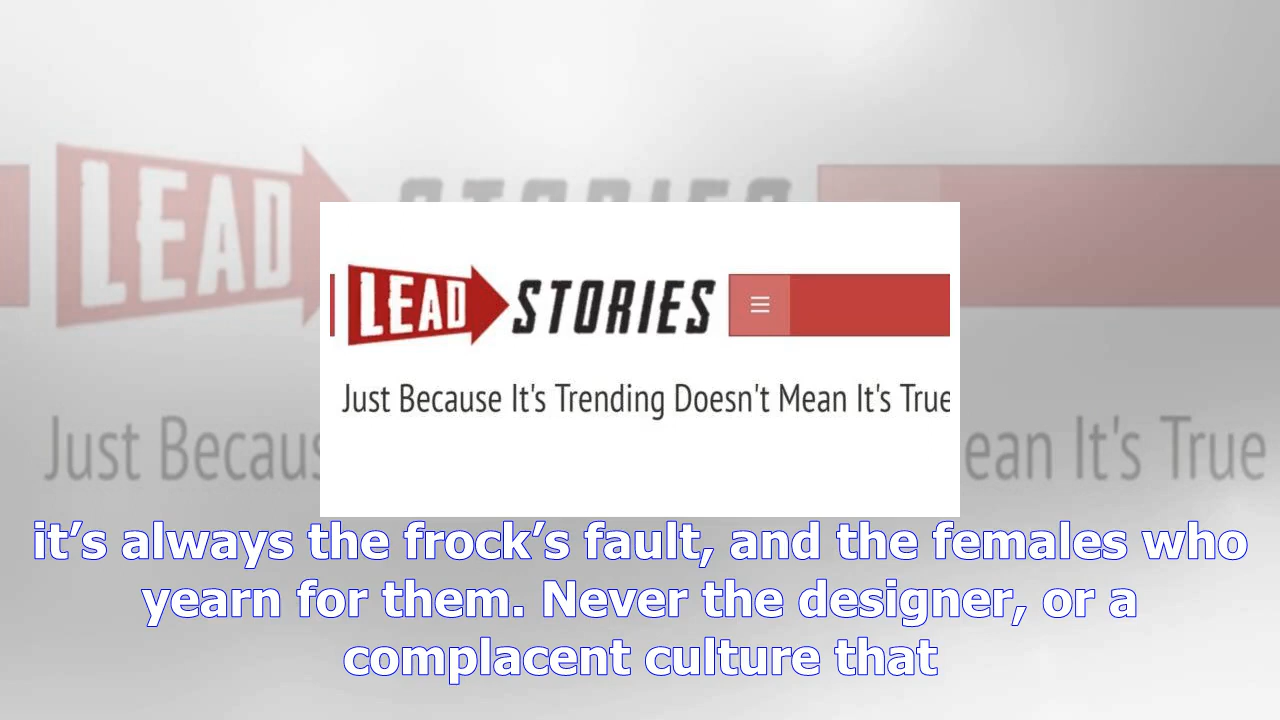 LEAD STORIES
Just Because It's Trending Doesn't Mean It's True
it’s always the frock’s fault, and the females who
yearn for them. Never the designer, or a
complacent culture that